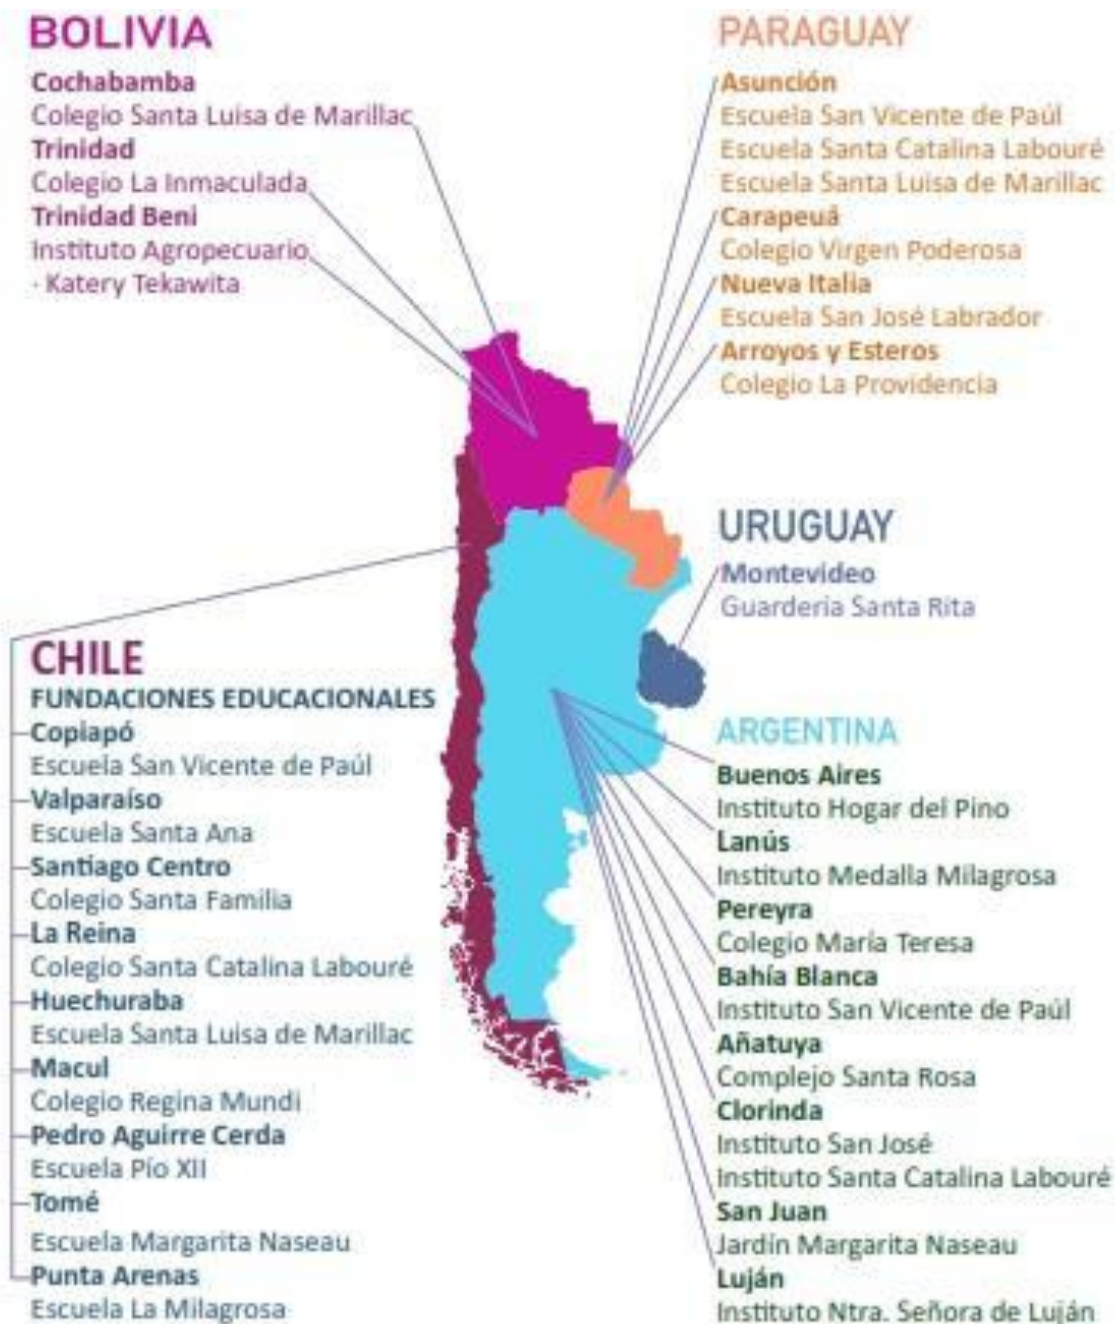 BOLIVIA
Cochabamba
Colegio Santa Luisa de Marillac
Trinidad
Colegio La Inmaculada
Trinidad Beni
Instituto Agropecuario
· Katery Tekawita
PARAGUAY
Asunción
Escuela San Vicente de Paúl
Escuela Santa Catalina Labouré
Escuela Santa Luisa de Marillac
Carapeuá
Colegio Virgen Poderosa
Nueva Italia
Escuela San José Labrador
Arroyos y Esteros
Colegio La Providencia
URUGUAY
Montevideo
Guarderia Santa Rita
CHILE
FUNDACIONES EDUCACIONALES
Copiapó
Escuela San Vicente de Paúl
Valparaíso
Escuela Santa Ana
Santiago Centro
Colegio Santa Familia
La Reina
Colegio Santa Catalina Labouré
Huechuraba
Escuela Santa Luisa de Marillac
Macul
Colegio Regina Mundi
Pedro Aguirre Cerda
Escuela Pío XII
Tomé
Escuela Margarita Naseau
Punta Arenas
Escuela La Milagrosa
ARGENTINA
Buenos Aires
Instituto Hogar del Pino
Lanús
Instituto Medalla Milagrosa
Pereyra
Colegio María Teresa
Bahía Blanca
Instituto San Vicente de Paúl
Añatuya
Complejo Santa Rosa
Clorinda
Instituto San José
Instituto Santa Catalina Labouré
San Juan
Jardín Margarita Naseau
Luján
Instituto Ntra. Señora de Luján